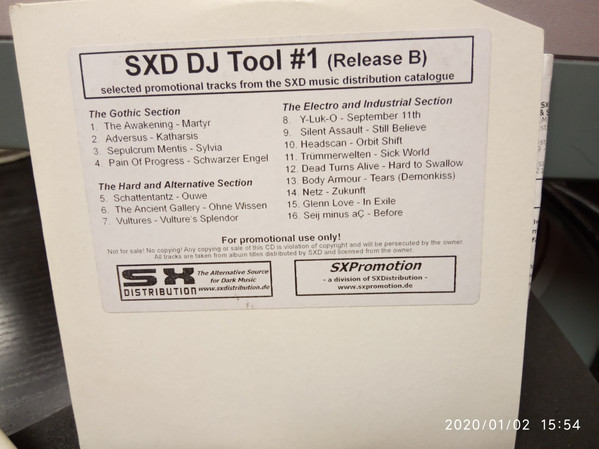 SXD DJ Tool #1 (Release B)
selected promotional tracks from the SXD music distribution catalogue
The Gothic Section
1. The Awakening - Martyr
2. Adversus - Katharsis
3. Sepulcrum Mentis - Sylvia
4. Pain Of Progress - Schwarzer Engel
The Hard and Alternative Section
5. Schattentantz - Ouwe
6. The Ancient Gallery - Ohne Wissen
7. Vultures - Vulture's Splendor
The Electro and Industrial Section
8. Y-Luk-O - September 11th
9. Silent Assault - Still Believe
10. Headscan - Orbit Shift
11. Trümmerwelten - Sick World
12. Dead Turns Alive - Hard to Swallow
13. Body Armour - Tears (Demonkiss)
14. Netz - Zukunft
15. Glenn Love - In Exile
16. Seij minus aÇ - Before
For promotional use only!
Not for sale! No copying! Any copying or sale of this CD is violation of copyright and will be persecuted by the owner.
All tracks are taken from album titles distributed by SXD and licensed from the owner.
SX
DISTRIBUTION
The Alternative Source
for Dark Music
www.sxdistribution.de
SXPromotion
- a division of SXDistribution -
www.sxpromotion.de
2020/01/02 15:54